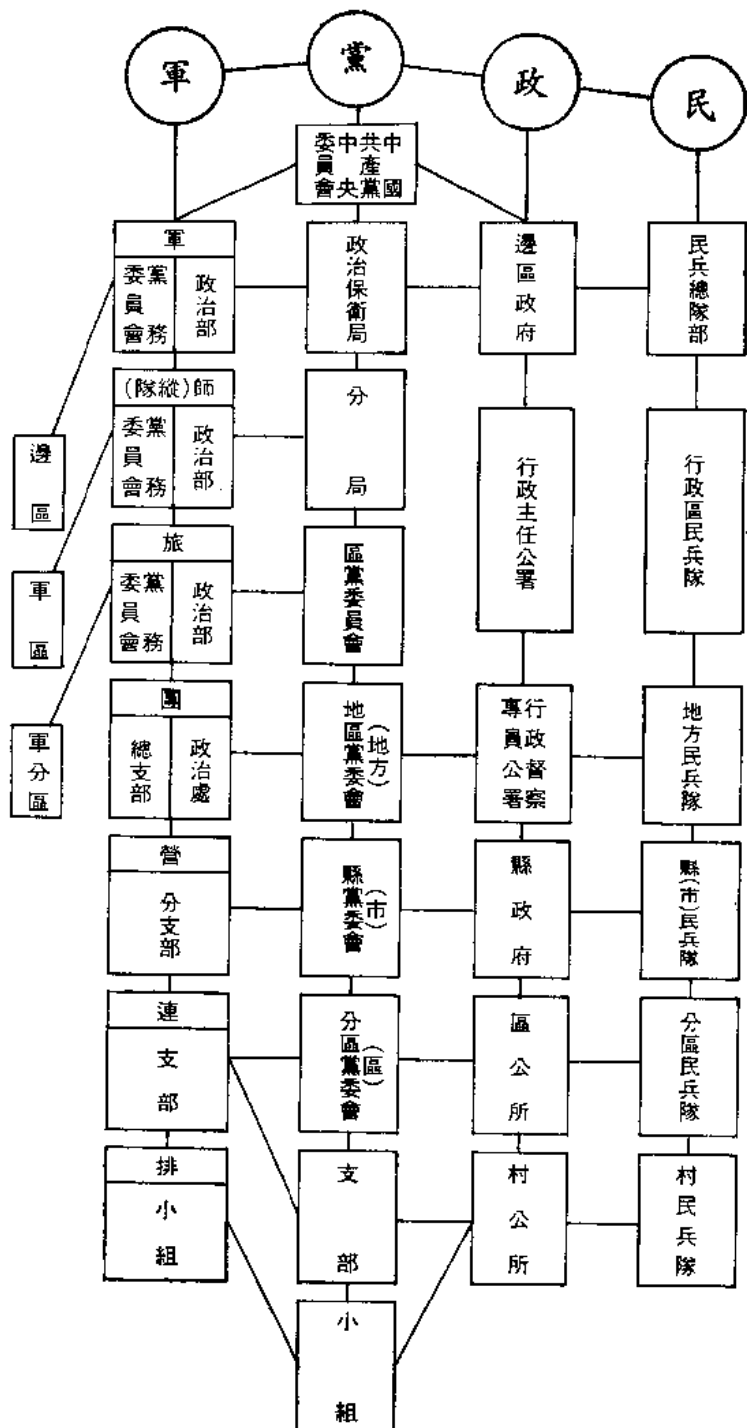 軍
黨
政
民
中國共產黨中央委員會
軍
黨務委員會
政治部
政治保衛局
邊區政府
民兵總隊部
師(縱隊)
黨務委員會
政治部
分局
行政主任公署
行政區民兵隊
邊區
旅
黨務委員會
政治部
區黨委員會
軍區
團
總支部
政治處
地區黨委會(地方)
行政督察專員公署
地方民兵隊
軍分區
營
分支部
縣黨委會(市)
縣政府
縣(市)民兵隊
連
支部
分區黨委會(區)
區公所
分區民兵隊
排
小組
支部
村公所
村民兵隊
小組